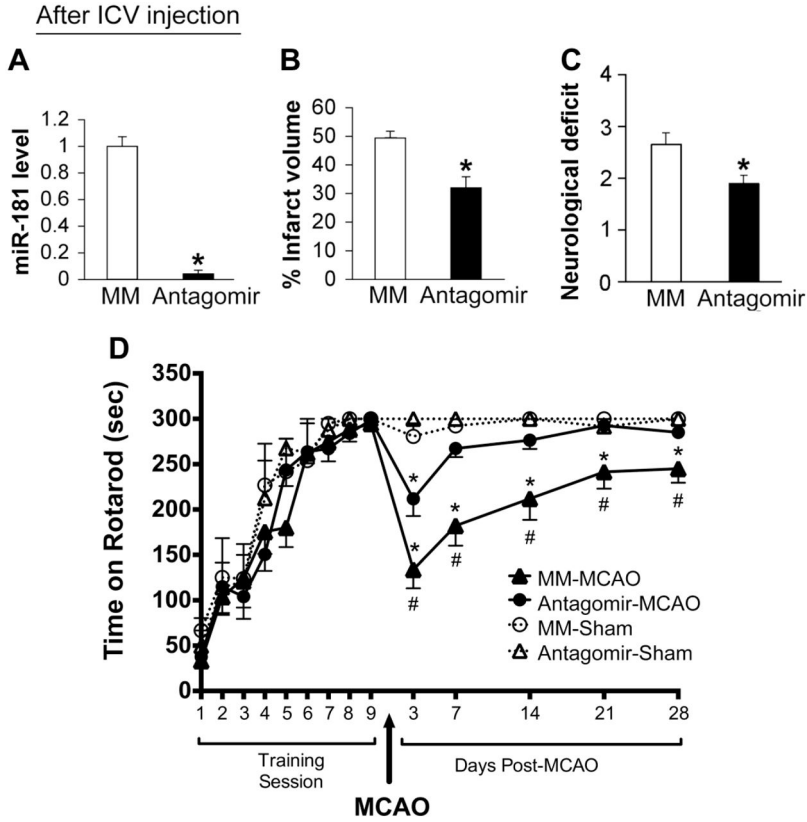 After ICV injection
A
miR-181 level
1.2
1
0.8
0.6
0.4
0.2
0
*
MM Antagomir
B
% Infarct volume
60
50
40
30
20
10
0
*
MM Antagomir
C
Neurological deficit
4
3
2
1
0
*
MM Antagomir
D
Time on Rotarod (sec)
350
300
250
200
150
100
50
0
* * * * * *
# # # # #
MM-MCAO
Antagomir-MCAO
MM-Sham
Antagomir-Sham
1 2 3 4 5 6 7 8 9 3 7 14 21 28
Training
Session
Days Post-MCAO
MCAO